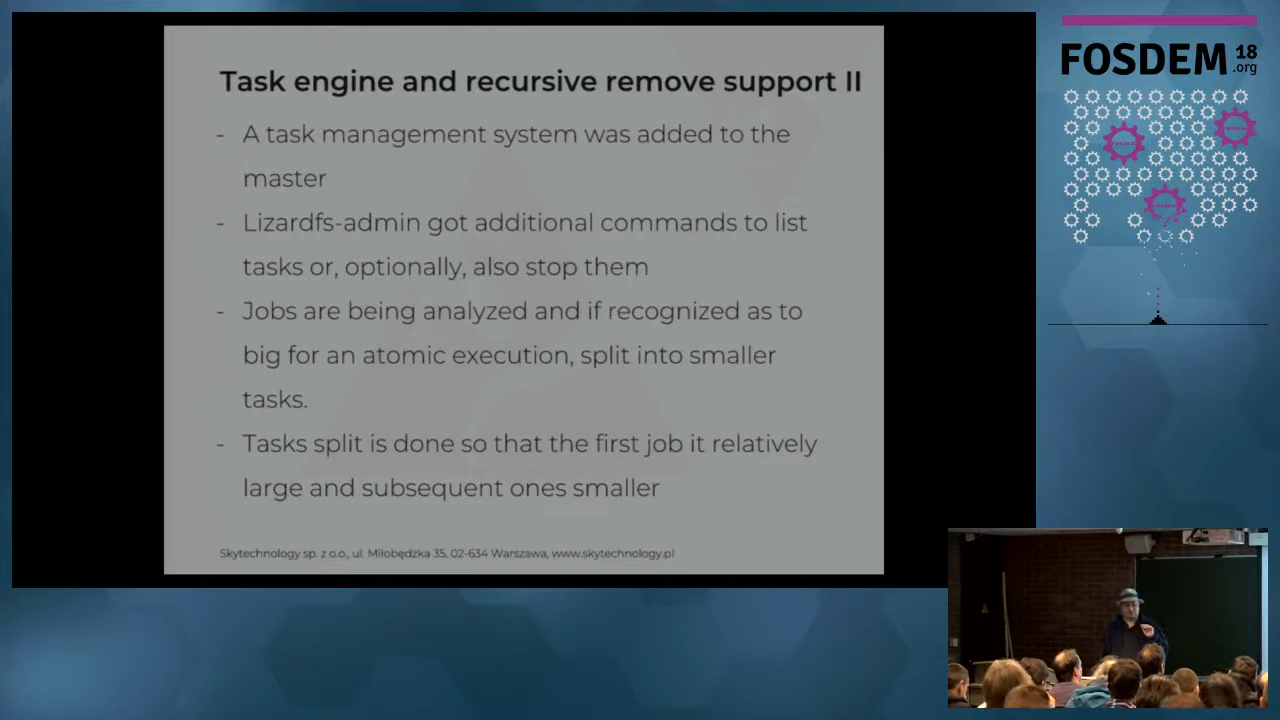 Task engine and recursive remove support II
- A task management system was added to the
master
- Lizardfs-admin got additional commands to list
tasks or, optionally, also stop them
- Jobs are being analyzed and if recognized as to
big for an atomic execution, split into smaller
tasks.
- Tasks split is done so that the first job it relatively
large and subsequent ones smaller
Skytechnology sp. z o.o., ul. Miłobędzka 35, 02-634 Warszawa, www.skytechnology.pl
FOSDEM 18
.org